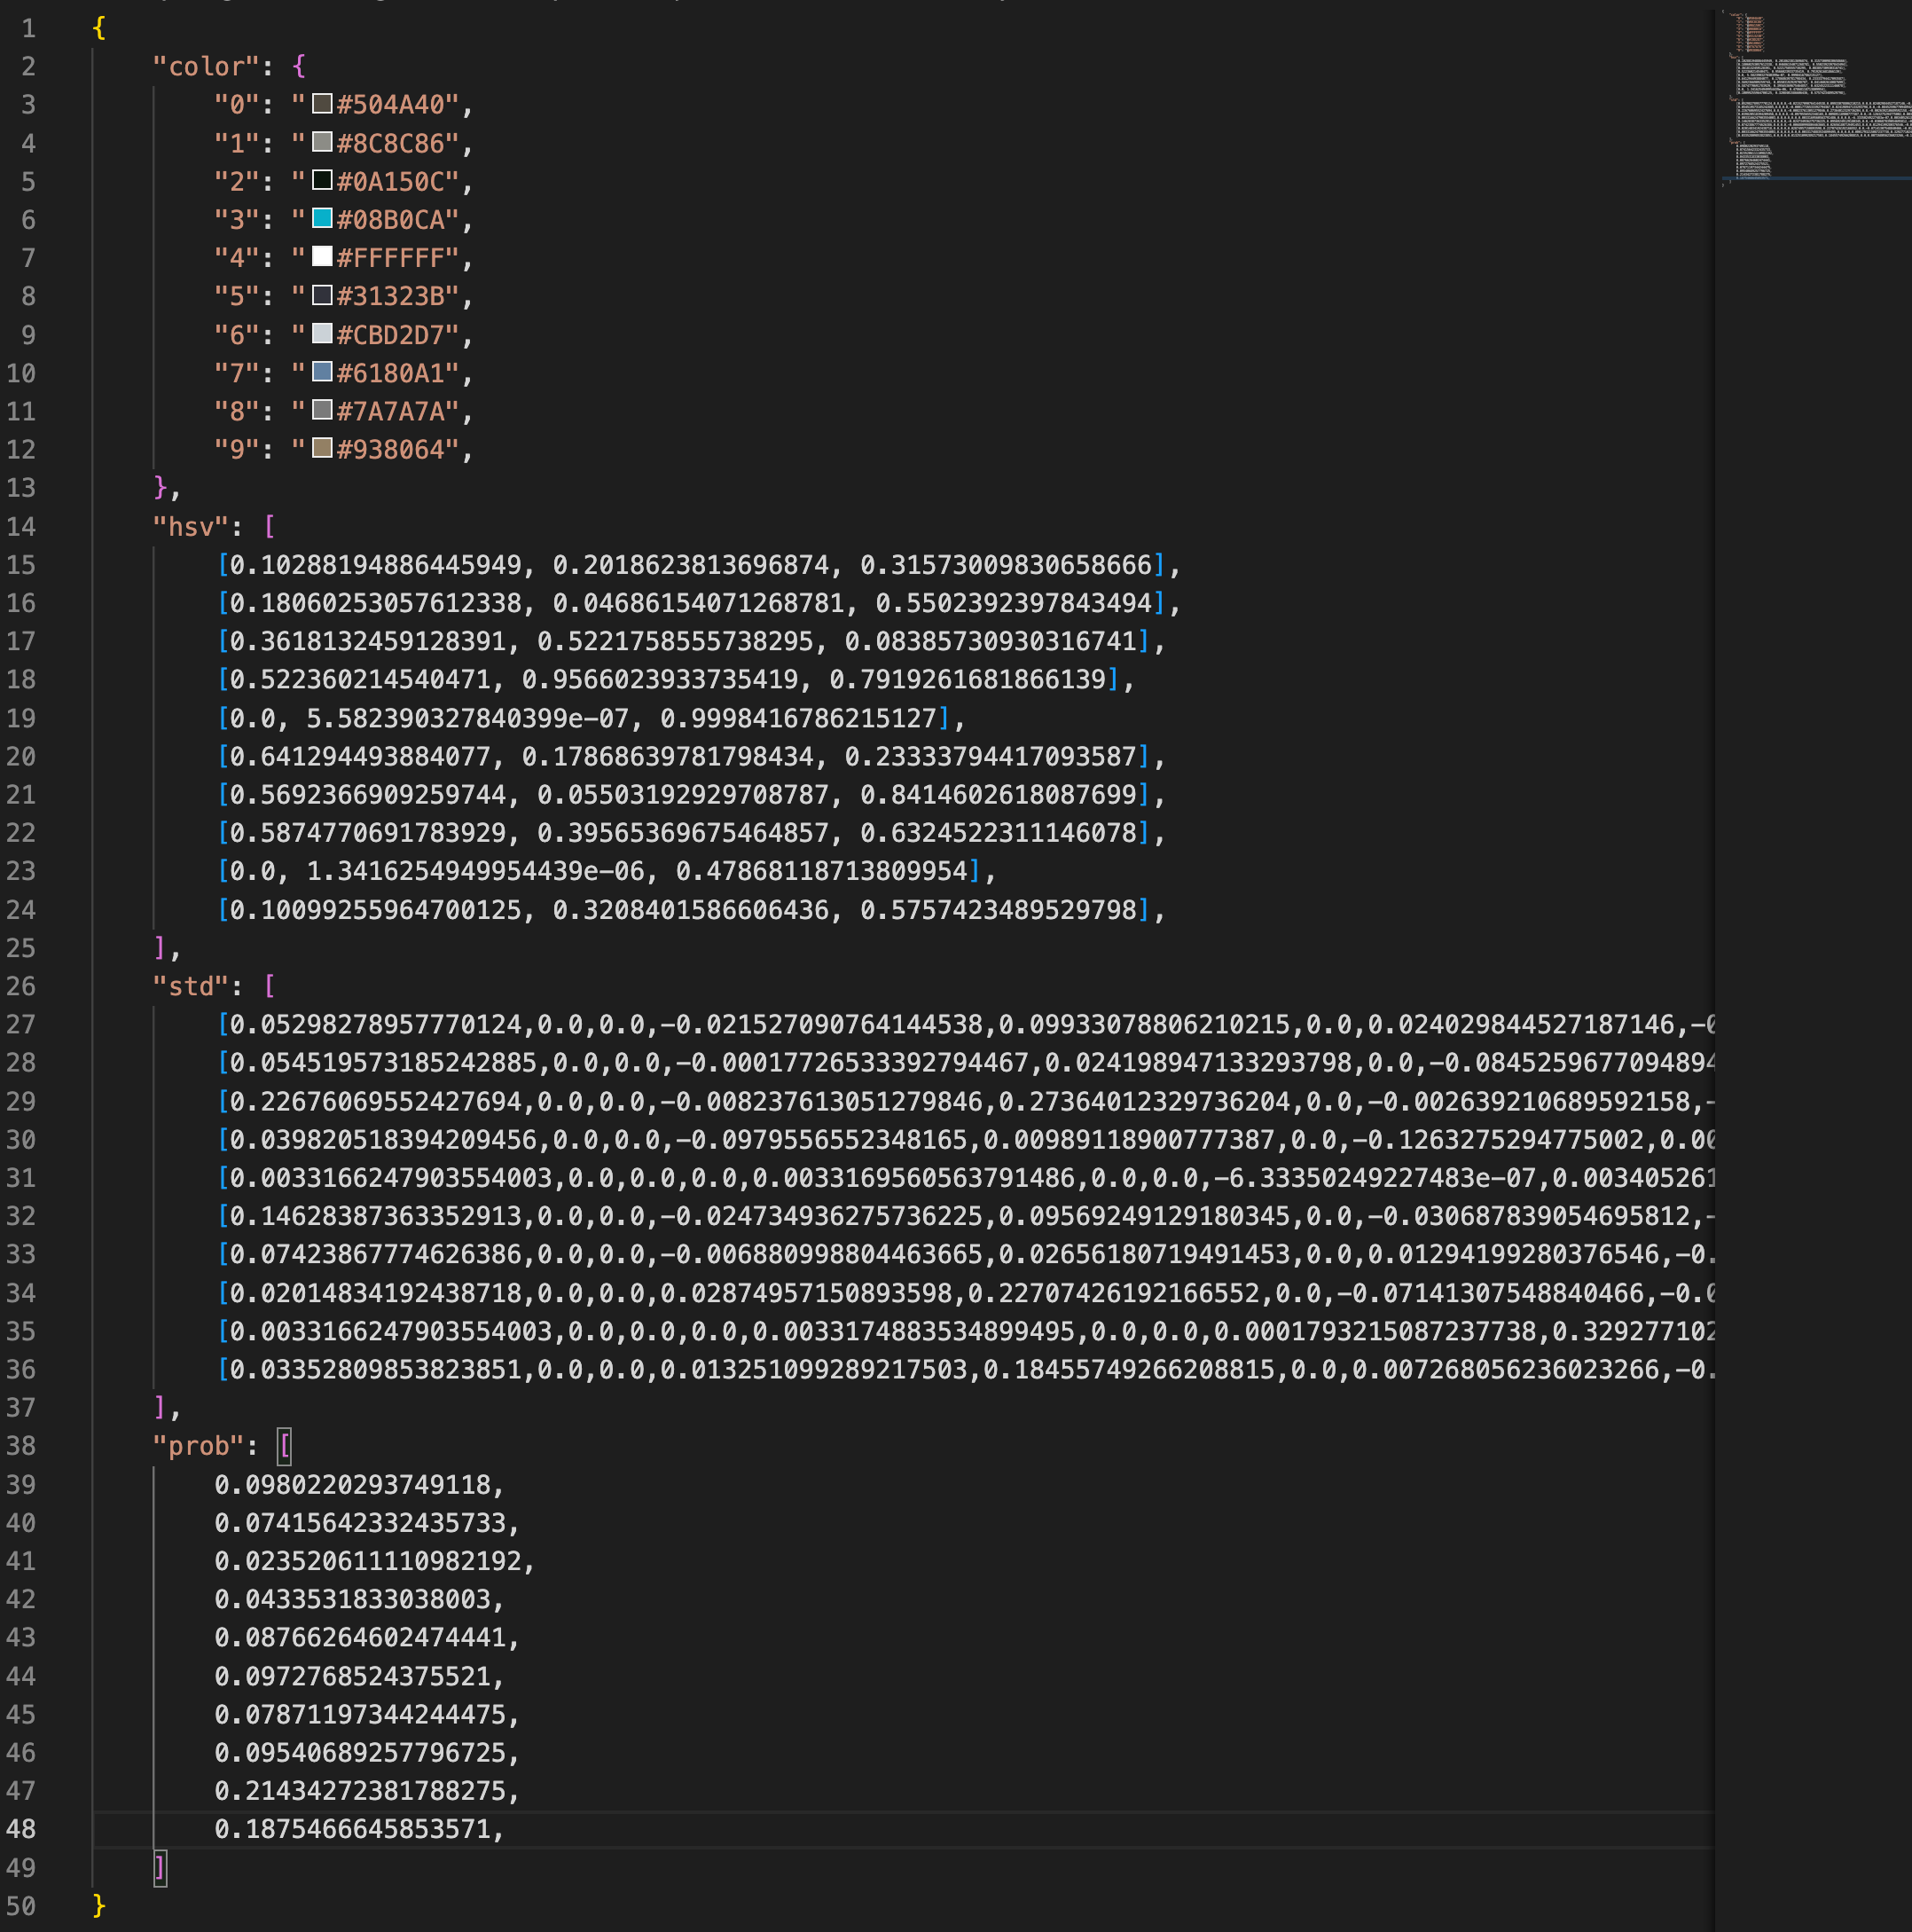 1 {
2 "color": {
3 "0": "#504A40",
4 "1": "#8C8C86",
5 "2": "#0A150C",
6 "3": "#08B0CA",
7 "4": "#FFFFFF",
8 "5": "#31323B",
9 "6": "#CBD2D7",
10 "7": "#6180A1",
11 "8": "#7A7A7A",
12 "9": "#938064",
13 },
14 "hsv": [
15 [0.10288194886445949, 0.2018623813696874, 0.31573009830658666],
16 [0.18060253057612338, 0.04686154071268781, 0.5502392397843494],
17 [0.3618132459128391, 0.5221758555738295, 0.08385730930316741],
18 [0.522360214540471, 0.9566023933735419, 0.7919261681866139],
19 [0.0, 5.582390327840399e-07, 0.9998416786215127],
20 [0.641294493884077, 0.17868639781798434, 0.23333794417093587],
21 [0.5692366909259744, 0.05503192929708787, 0.8414602618087699],
22 [0.5874770691783929, 0.39565369675464857, 0.6324522311146078],
23 [0.0, 1.3416254949954439e-06, 0.47868118713809954],
24 [0.10099255964700125, 0.3208401586606436, 0.5757423489529798],
25 ],
26 "std": [
27 [0.05298278957770124,0.0,0.0,-0.021527090764144538,0.09933078806210215,0.0,0.024029844527187146,-0
28 [0.054519573185242885,0.0,0.0,-0.00017726533392794467,0.024198947133293798,0.0,-0.0845259677094894
29 [0.22676069552427694,0.0,0.0,-0.008237613051279846,0.27364012329736204,0.0,-0.002639210689592158,-
30 [0.039820518394209456,0.0,0.0,-0.0979556552348165,0.00989118900777387,0.0,-0.1263275294775002,0.00
31 [0.0033166247903554003,0.0,0.0,0.0,0.0033169560563791486,0.0,0.0,-6.33350249227483e-07,0.003405261
32 [0.14628387363352913,0.0,0.0,-0.024734936275736225,0.09569249129180345,0.0,-0.030687839054695812,-
33 [0.07423867774626386,0.0,0.0,-0.006880998804463665,0.02656180719491453,0.0,0.01294199280376546,-0.
34 [0.02014834192438718,0.0,0.0,0.02874957150893598,0.22707426192166552,0.0,-0.07141307548840466,-0.0
35 [0.0033166247903554003,0.0,0.0,0.0,0.0033174883534899495,0.0,0.0,0.0001793215087237738,0.329277102
36 [0.03352809853823851,0.0,0.0,0.013251099289217503,0.18455749266208815,0.0,0.007268056236023266,-0.
37 ],
38 "prob": [
39 0.0980220293749118,
40 0.07415642332435733,
41 0.023520611110982192,
42 0.0433531833038003,
43 0.08766264602474441,
44 0.0972768524375521,
45 0.07871197344244475,
46 0.09540689257796725,
47 0.21434272381788275,
48 0.1875466645853571,
49 ]
50 }